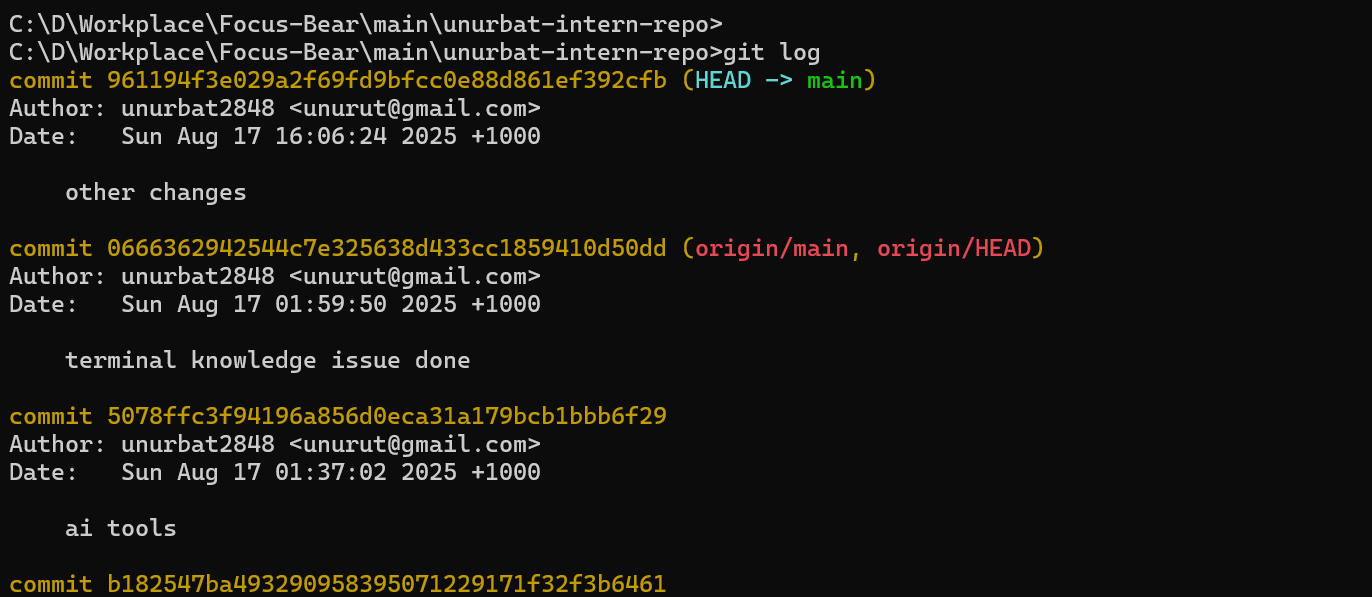 C:\D\Workplace\Focus-Bear\main\unurbat-intern-repo>
C:\D\Workplace\Focus-Bear\main\unurbat-intern-repo>git log
commit 961194f3e029a2f69fd9bfcc0e88d861ef392cfb (HEAD -> main)
Author: unurbat2848 <unurut@gmail.com>
Date:   Sun Aug 17 16:06:24 2025 +1000
    other changes
commit 0666362942544c7e325638d433cc1859410d50dd (origin/main, origin/HEAD)
Author: unurbat2848 <unurut@gmail.com>
Date:   Sun Aug 17 01:59:50 2025 +1000
    terminal knowledge issue done
commit 5078ffc3f94196a856d0eca31a179bcb1bbb6f29
Author: unurbat2848 <unurut@gmail.com>
Date:   Sun Aug 17 01:37:02 2025 +1000
    ai tools
commit b182547ba493290958395071229171f32f3b6461